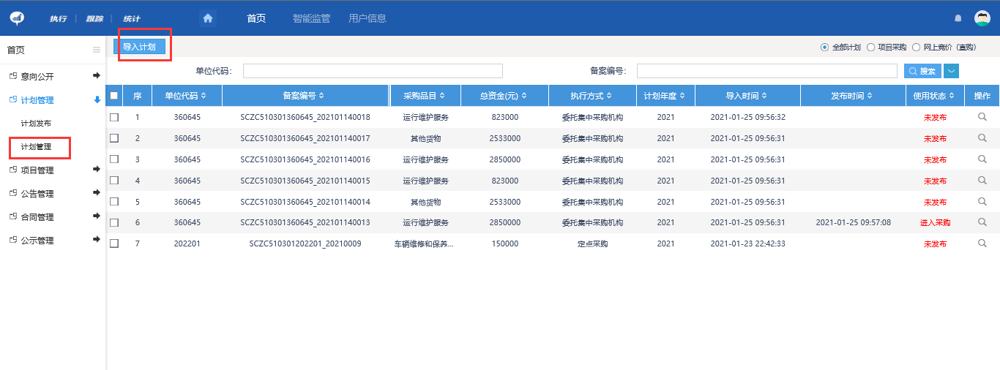 执行 | 跟踪 | 统计 首页 智能监管 用户信息
首页
导入计划
全部计划 项目采购 网上竞价（直购）
意向公开
计划管理
计划发布
计划管理
项目管理
公告管理
合同管理
公示管理
单位代码： 备案编号： 搜索
序 单位代码 备案编号 采购品目 总资金(元) 执行方式 计划年度 导入时间 发布时间 使用状态 操作
1 360645 SCZC510301360645_202101140018 运行维护服务 823000 委托集中采购机构 2021 2021-01-25 09:56:32 未发布
2 360645 SCZC510301360645_202101140017 其他货物 2533000 委托集中采购机构 2021 2021-01-25 09:56:31 未发布
3 360645 SCZC510301360645_202101140016 运行维护服务 2850000 委托集中采购机构 2021 2021-01-25 09:56:31 未发布
4 360645 SCZC510301360645_202101140015 运行维护服务 823000 委托集中采购机构 2021 2021-01-25 09:56:31 未发布
5 360645 SCZC510301360645_202101140014 其他货物 2533000 委托集中采购机构 2021 2021-01-25 09:56:31 未发布
6 360645 SCZC510301360645_202101140013 运行维护服务 2850000 委托集中采购机构 2021 2021-01-25 09:56:31 2021-01-25 09:57:08 进入采购
7 202201 SCZC510301202201_20210009 车辆维修和保养... 150000 定点采购 2021 2021-01-23 22:42:33 未发布